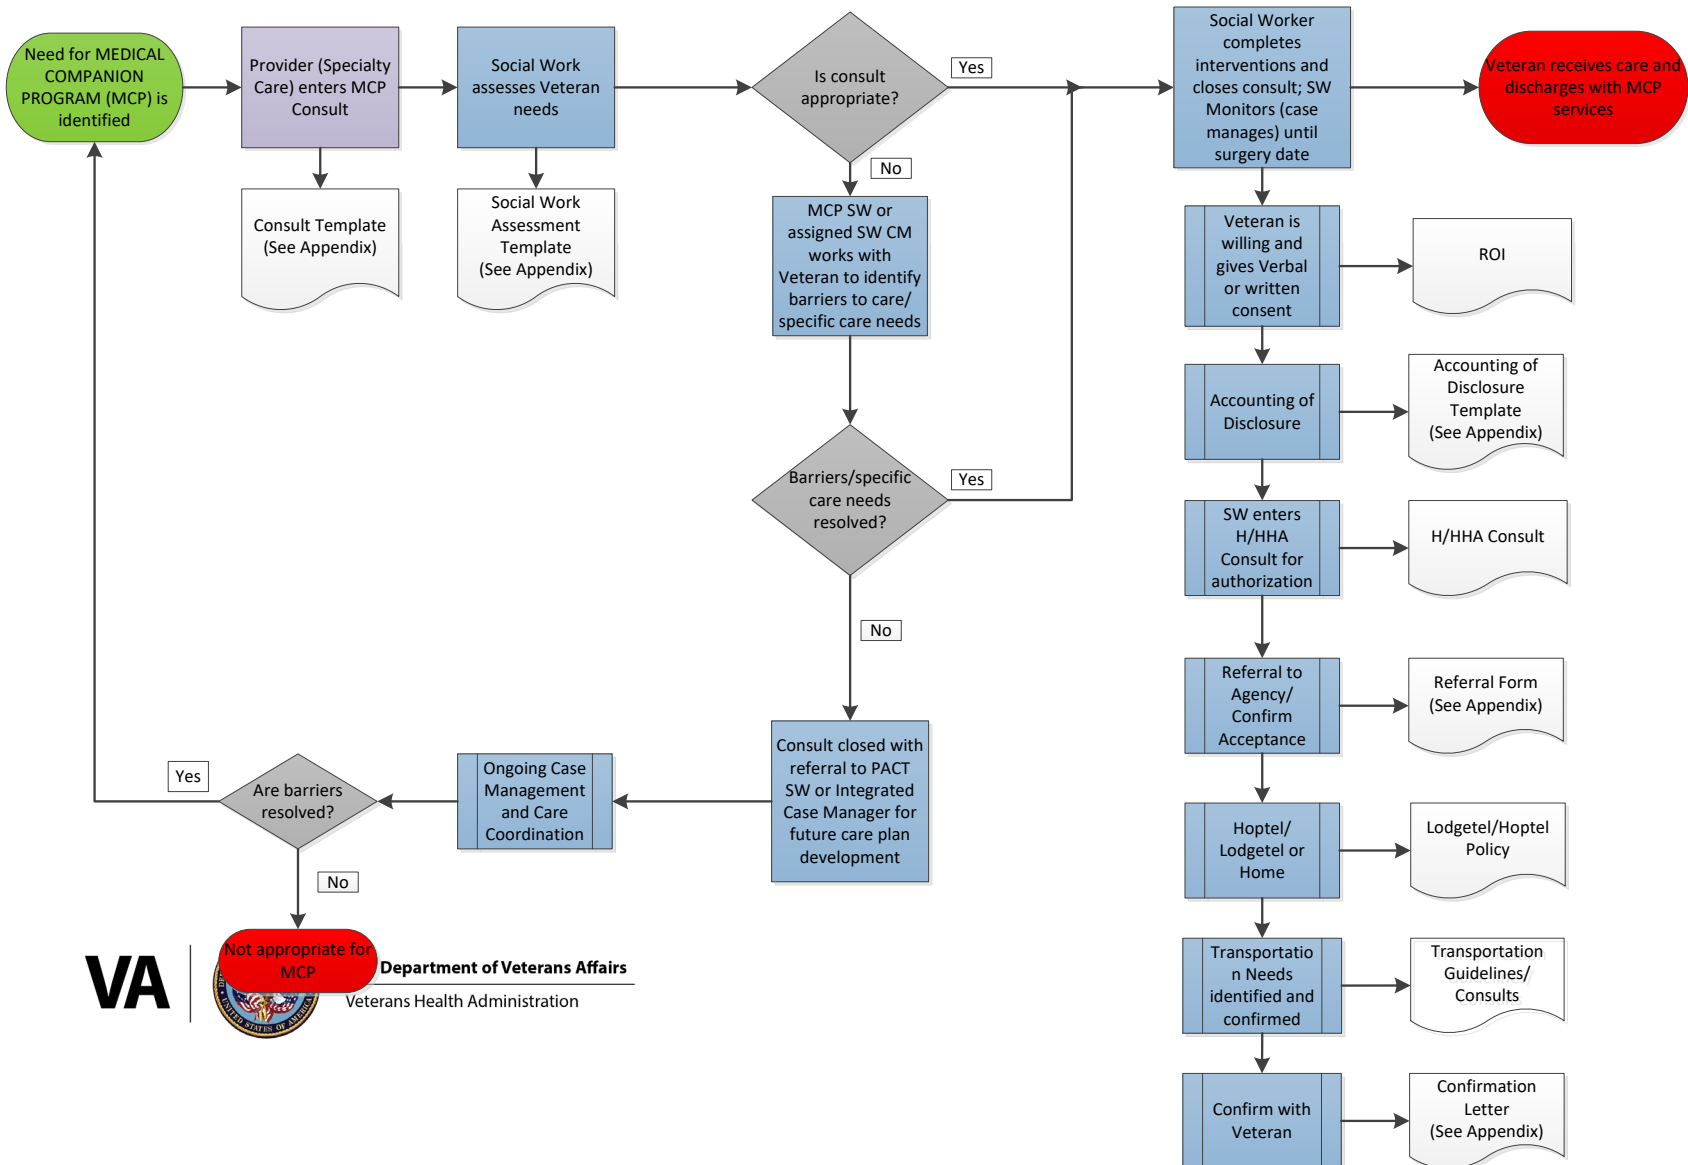 Need for MEDICAL
COMPANION
PROGRAM (MCP) is
identified
Provider (Specialty
Care) enters MCP
Consult
Social Work
assesses Veteran
needs
Is consult
appropriate?
Yes
Social Worker
completes
interventions and
closes consult; SW
Monitors (case
manages) until
surgery date
Veteran receives care and
discharges with MCP
services
No
Consult Template
(See Appendix)
Social Work
Assessment
Template
(See Appendix)
MCP SW or
assigned SW CM
works with
Veteran to identify
barriers to care/
specific care needs
Veteran is
willing and
gives Verbal
or written
consent
ROI
Accounting of
Disclosure
Accounting of
Disclosure
Template
(See Appendix)
Barriers/specific
care needs
resolved?
Yes
SW enters
H/HHA
Consult for
authorization
H/HHA Consult
No
Referral to
Agency/
Confirm
Acceptance
Referral Form
(See Appendix)
Consult closed with
referral to PACT
SW or Integrated
Case Manager for
future care plan
development
Ongoing Case
Management
and Care
Coordination
Are barriers
resolved?
Yes
No
Hoptel/
Lodgetel or
Home
Lodgetel/Hoptel
Policy
Not appropriate for
MCP
VA
Department of Veterans Affairs
Veterans Health Administration
UNITED STATES OF AMERICA
Transportatio
n Needs
identified and
confirmed
Transportation
Guidelines/
Consults
Confirm with
Veteran
Confirmation
Letter
(See Appendix)